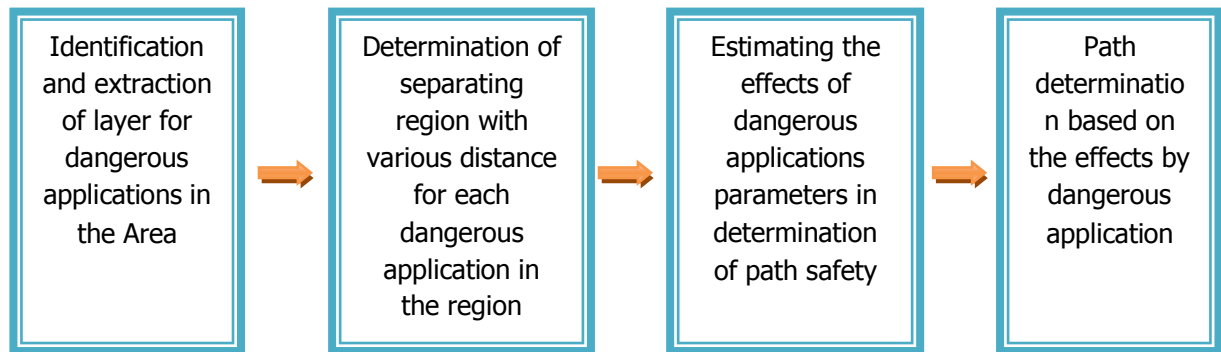 Identification
and extraction
of layer for
dangerous
applications in
the Area
Determination of
separating
region with
various distance
for each
dangerous
application in
the region
Estimating the
effects of
dangerous
applications
parameters in
determination
of path safety
Path
determinatio
n based on
the effects by
dangerous
application